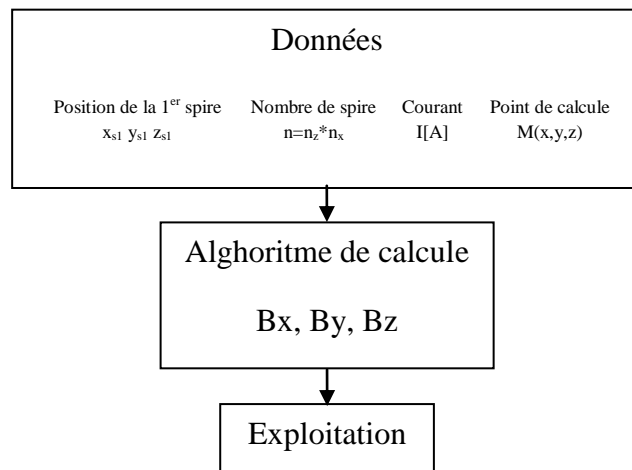 Données
Position de la 1er spire Nombre de spire Courant Point de calcule
xs1 ys1 zs1 n=nz*nx I[A] M(x,y,z)
Alghoritme de calcule
Bx, By, Bz
Exploitation